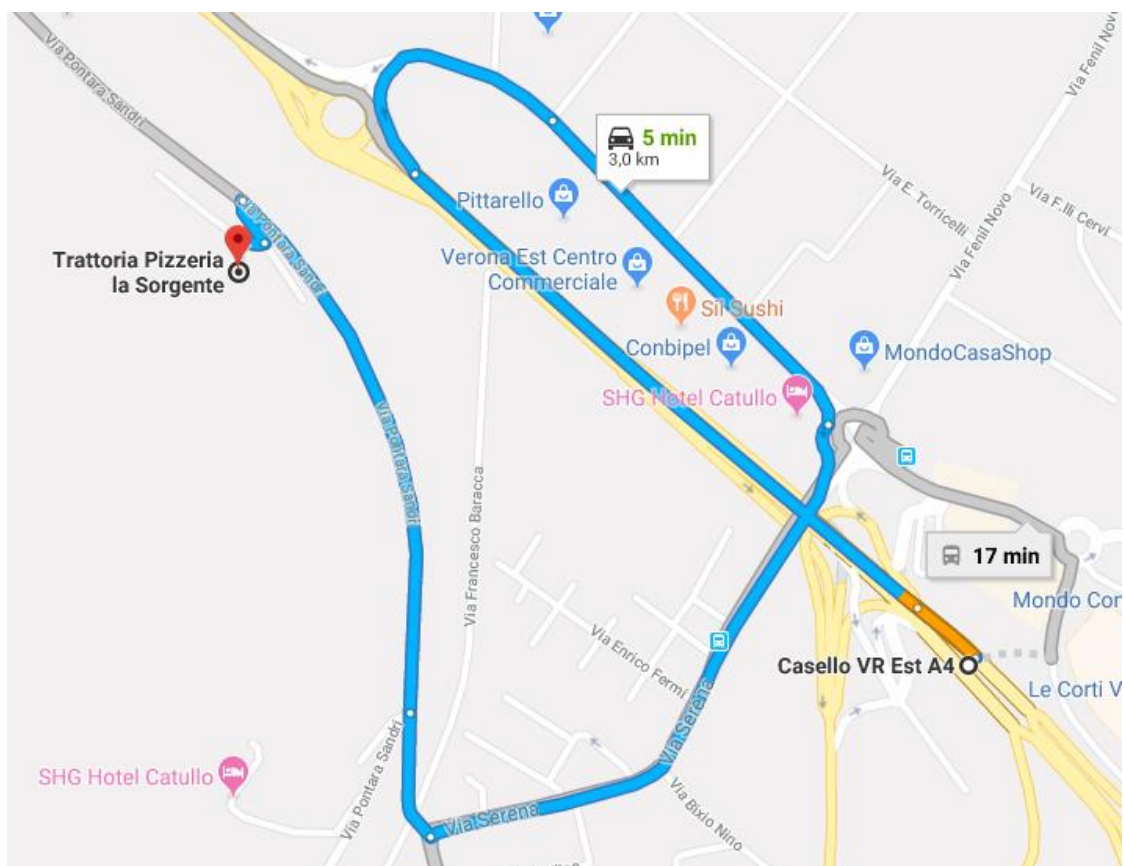 Via Pontara Sandri
Via Fenil Novo
5 min
3,0 km
Via E. Torricelli
Via F.lli Cervi
Pittarello
Via Fenil Novo
Via Pontara Sandri
Trattoria Pizzeria
la Sorgente
Verona Est Centro
Commerciale
Sil Sushi
Conbipel
MondoCasaShop
SHG Hotel Catullo
Via Pontara Sandri
Via Francesco Baracca
17 min
Mondo Con
Via Enrico Fermi
Casello VR Est A4
Le Corti V
Via Serena
SHG Hotel Catullo
Via Pontara Sandri
Via Serena
Via Bixio Nino